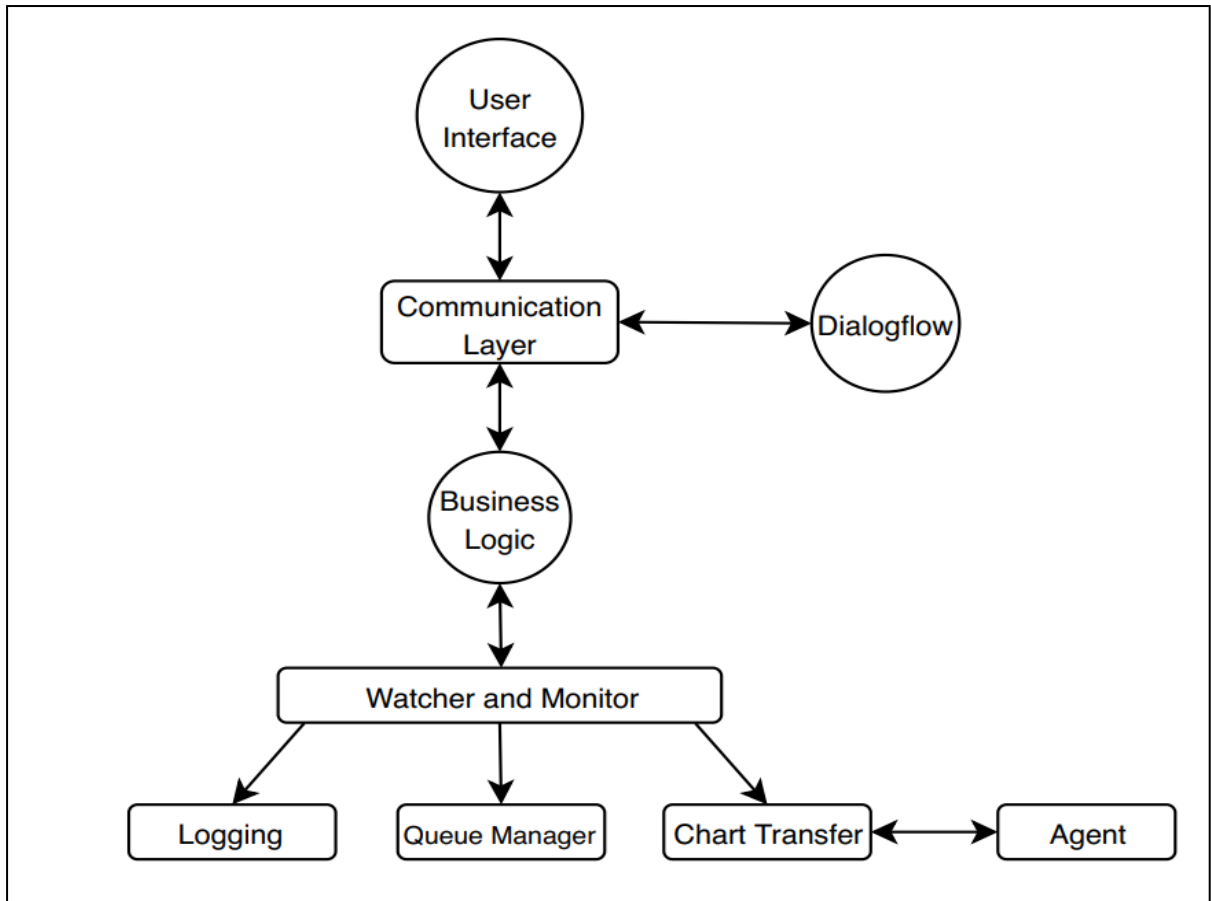 User
Interface
Communication
Layer
Dialogflow
Business
Logic
Watcher and Monitor
Logging
Queue Manager
Chart Transfer
Agent